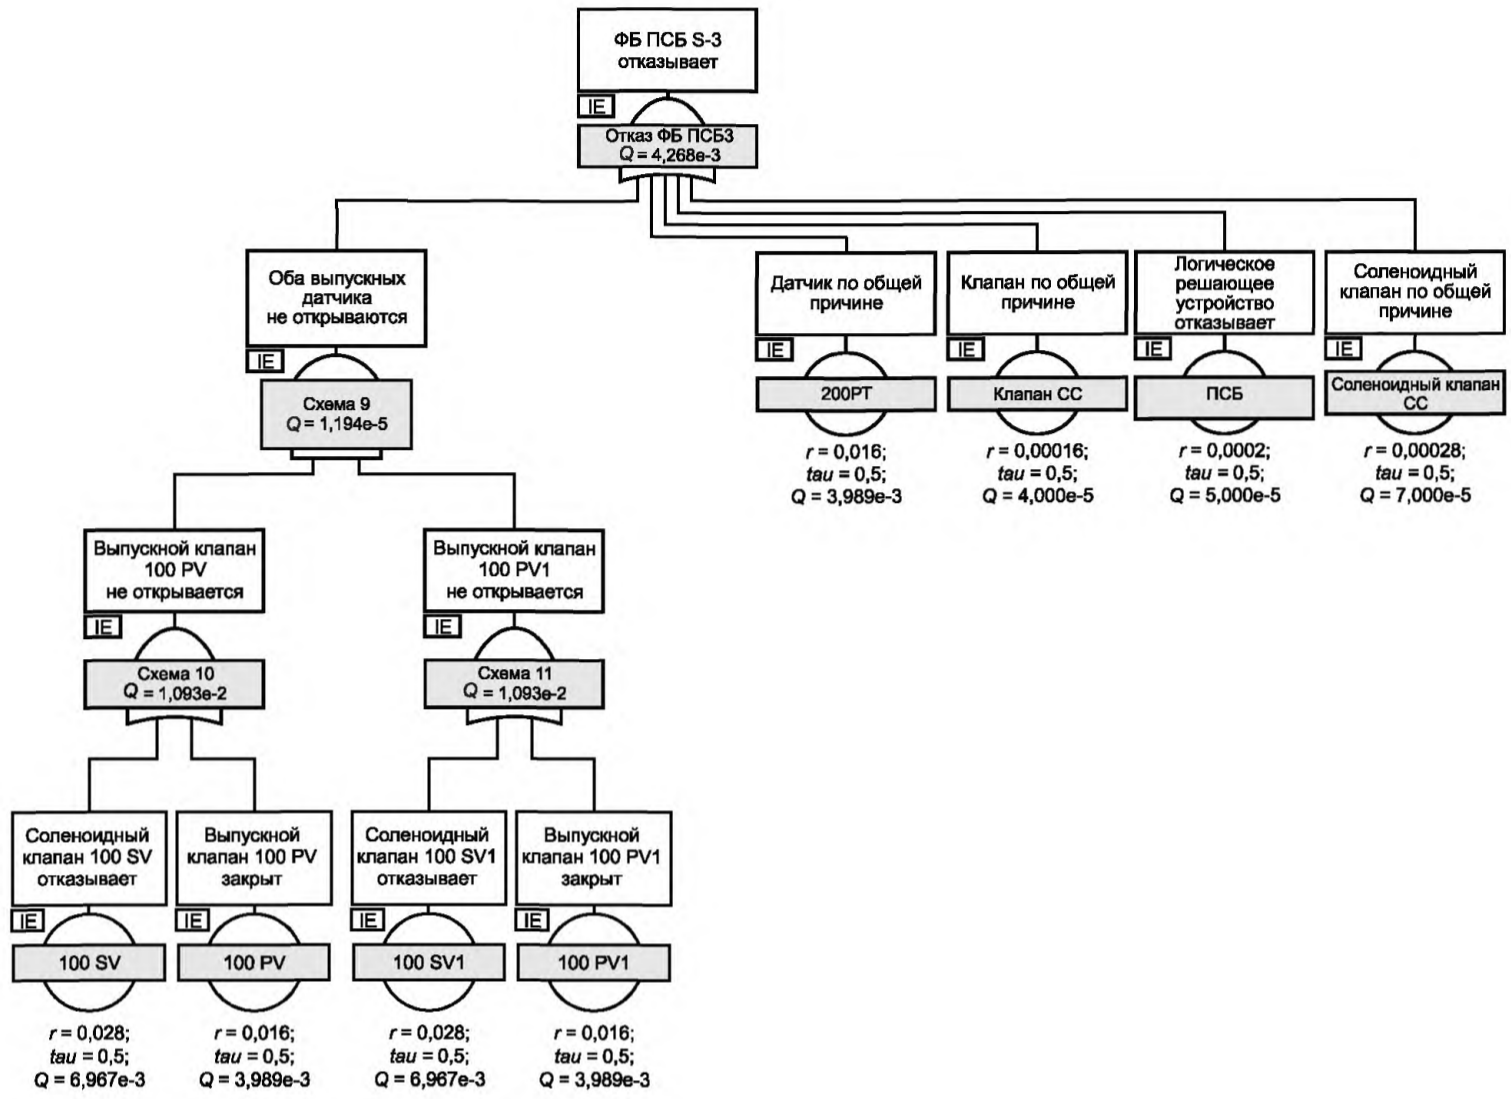 ФБ ПСБ S-3
отказывает
IE
Отказ ФБ ПСБ3
Q = 4,268e-3
Оба выпускных
датчика
не открываются
IE
Схема 9
Q = 1,194e-5
Датчик по общей
причине
IE
200PT
r = 0,016;
tau = 0,5;
Q = 3,989e-3
Клапан по общей
причине
IE
Клапан СС
r = 0,00016;
tau = 0,5;
Q = 4,000e-5
Логическое
решающее
устройство
отказывает
IE
ПСБ
r = 0,0002;
tau = 0,5;
Q = 5,000e-5
Соленоидный
клапан по общей
причине
IE
Соленоидный клапан
СС
r = 0,00028;
tau = 0,5;
Q = 7,000e-5
Выпускной клапан
100 PV
не открывается
IE
Схема 10
Q = 1,093e-2
Выпускной клапан
100 PV1
не открывается
IE
Схема 11
Q = 1,093e-2
Соленоидный
клапан 100 SV
отказывает
IE
100 SV
r = 0,028;
tau = 0,5;
Q = 6,967e-3
Выпускной
клапан 100 PV
закрыт
IE
100 PV
r = 0,016;
tau = 0,5;
Q = 3,989e-3
Соленоидный
клапан 100 SV1
отказывает
IE
100 SV1
r = 0,028;
tau = 0,5;
Q = 6,967e-3
Выпускной
клапан 100 PV1
закрыт
IE
100 PV1
r = 0,016;
tau = 0,5;
Q = 3,989e-3